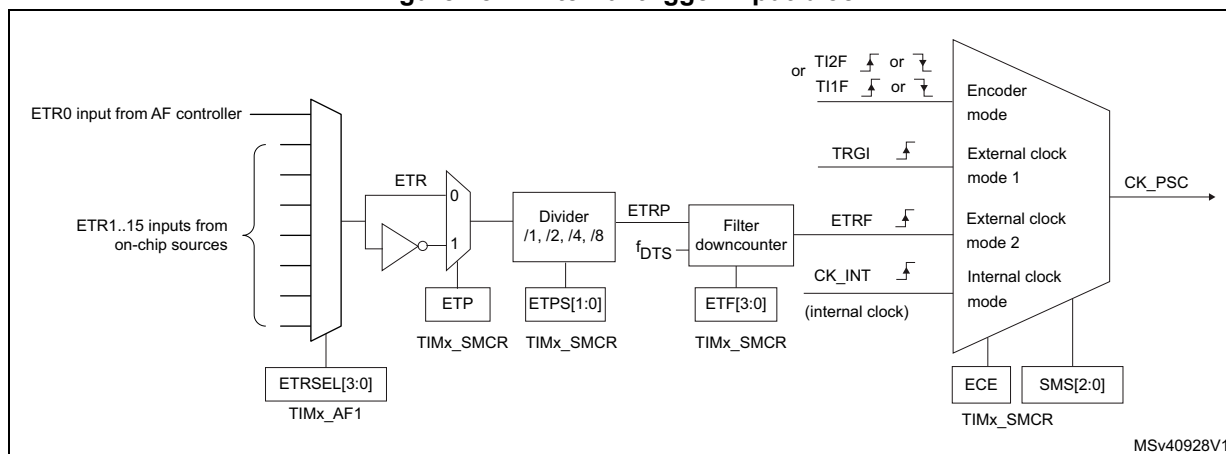 ETR0 input from AF controller
ETR1..15 inputs from
on-chip sources
ETRSEL[3:0]
TIMx_AF1
ETR
0
1
ETP
TIMx_SMCR
Divider
/1, /2, /4, /8
ETPS[1:0]
TIMx_SMCR
ETRP
fDTS
Filter
downcounter
ETF[3:0]
TIMx_SMCR
or TI2F or
TI1F or
Encoder
mode
TRGI
External clock
mode 1
ETRF
External clock
mode 2
CK_INT
(internal clock)
Internal clock
mode
CK_PSC
ECE
SMS[2:0]
TIMx_SMCR
MSv40928V1